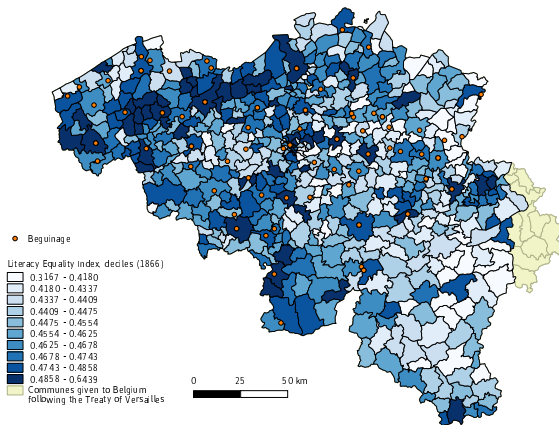 Beguinage
Literacy Equality Index, deciles (1866)
0.3167 - 0.4180
0.4180 - 0.4337
0.4337 - 0.4409
0.4409 - 0.4475
0.4475 - 0.4554
0.4554 - 0.4625
0.4625 - 0.4678
0.4678 - 0.4743
0.4743 - 0.4858
0.4858 - 0.6439
Communes given to Belgium
following the Treaty of Versailles
0 25 50 km